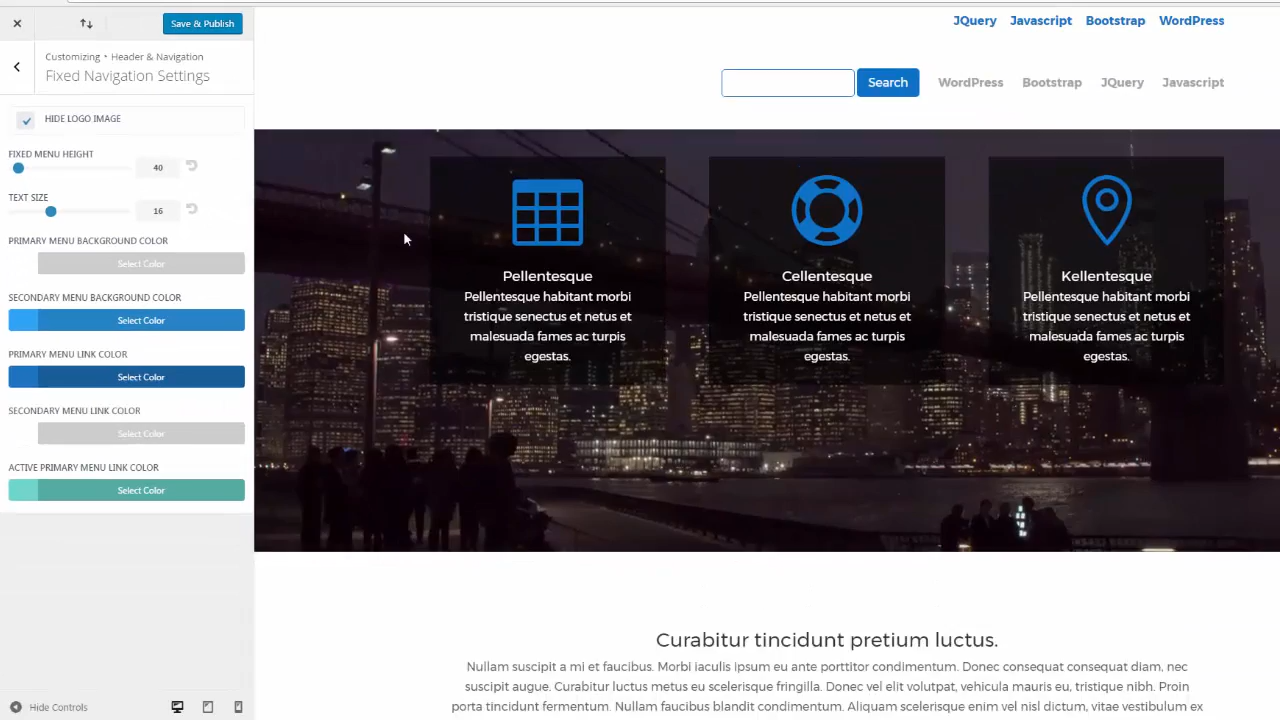 Save & Publish
Customizing • Header & Navigation
Fixed Navigation Settings
HIDE LOGO IMAGE
FIXED MENU HEIGHT
40
TEXT SIZE
16
PRIMARY MENU BACKGROUND COLOR
Select Color
SECONDARY MENU BACKGROUND COLOR
Select Color
PRIMARY MENU LINK COLOR
Select Color
SECONDARY MENU LINK COLOR
Select Color
ACTIVE PRIMARY MENU LINK COLOR
Select Color
Hide Controls
JQuery Javascript Bootstrap WordPress
Search WordPress Bootstrap JQuery Javascript
Pellentesque
Pellentesque habitant morbi
tristique senectus et netus et
malesuada fames ac turpis
egestas.
Cellentesque
Pellentesque habitant morbi
tristique senectus et netus et
malesuada fames ac turpis
egestas.
Kellentesque
Pellentesque habitant morbi
tristique senectus et netus et
malesuada fames ac turpis
egestas.
Curabitur tincidunt pretium luctus.
Nullam suscipit a mi et faucibus. Morbi iaculis ipsum eu ante porttitor condimentum. Donec consequat consequat diam, nec
suscipit augue. Curabitur luctus metus eu scelerisque fringilla. Donec vel elit volutpat, vehicula mauris eu, tristique nibh. Proin
porta tincidunt fermentum. Nullam faucibus blandit condimentum. Aliquam scelerisque enim vel nisl dictum, vitae vestibulum ex